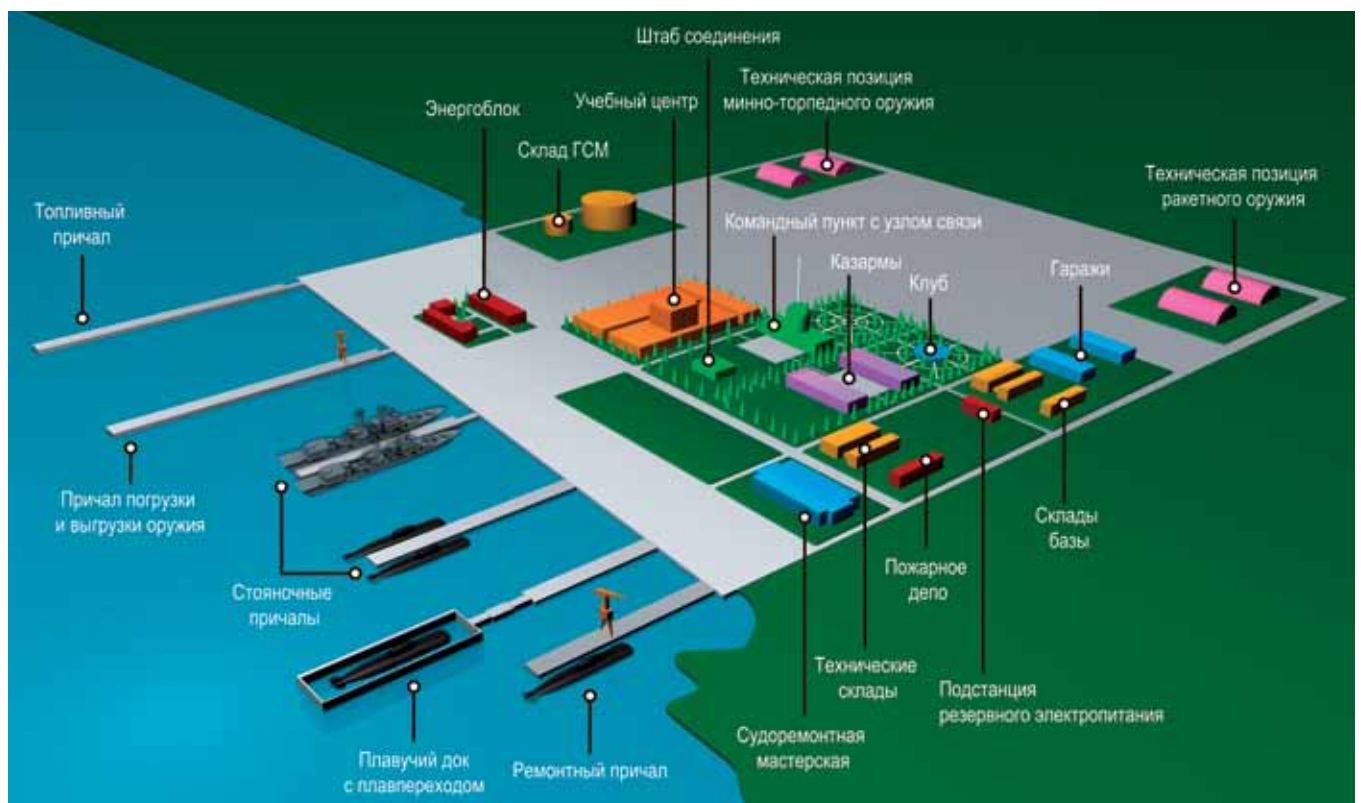 Штаб соединения
Техническая позиция
минно-торпедного оружия
Энергоблок
Учебный центр
Склад ГСМ
Техническая позиция
ракетного оружия
Топливный
причал
Командный пункт с узлом связи
Казармы
Гаражи
Клуб
Причал погрузки
и выгрузки оружия
Склады
базы
Стояночные
причалы
Пожарное
депо
Технические
склады
Подстанция
резервного электропитания
Судоремонтная
мастерская
Плавучий док
с плавпереходом
Ремонтный причал